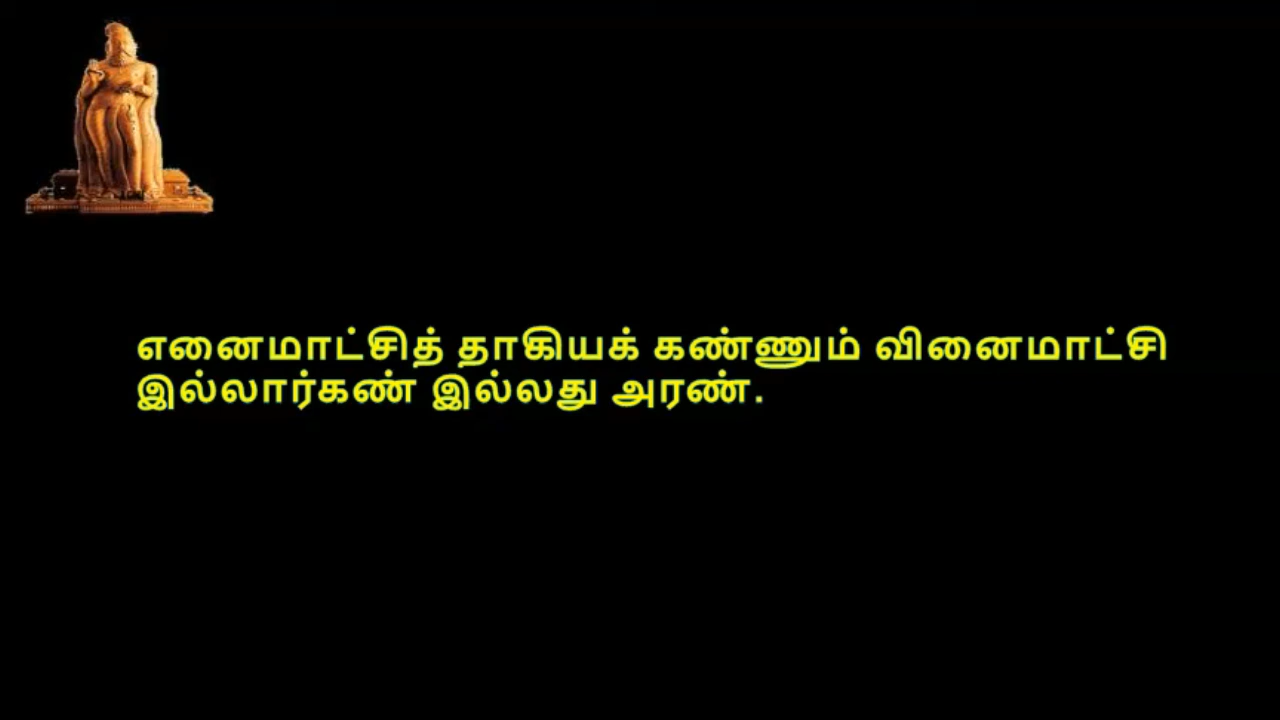 எனைமாட்சித் தாகியக் கண்ணும் வினைமாட்சி
இல்லார்கண் இல்லது அரண்.